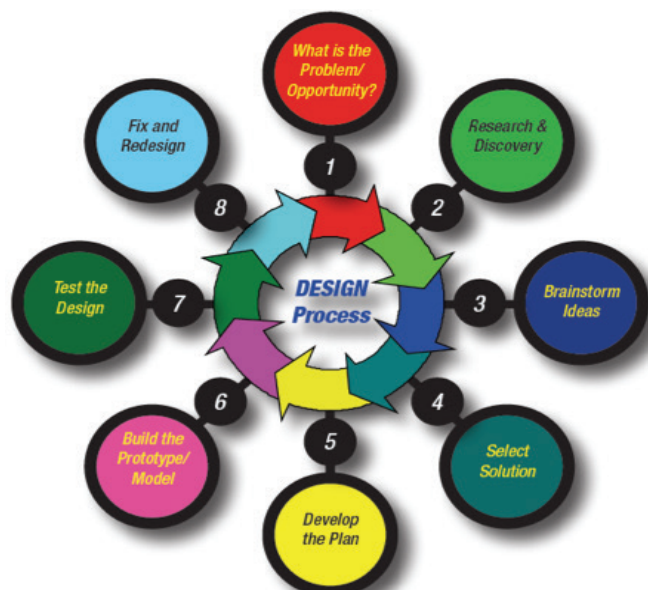 What is the
Problem/
Opportunity?
1
Research &
Discovery
2
Brainstorm
Ideas
3
Select
Solution
4
Develop
the Plan
5
Build the
Prototype/
Model
6
Test the
Design
7
Fix and
Redesign
8
DESIGN
Process